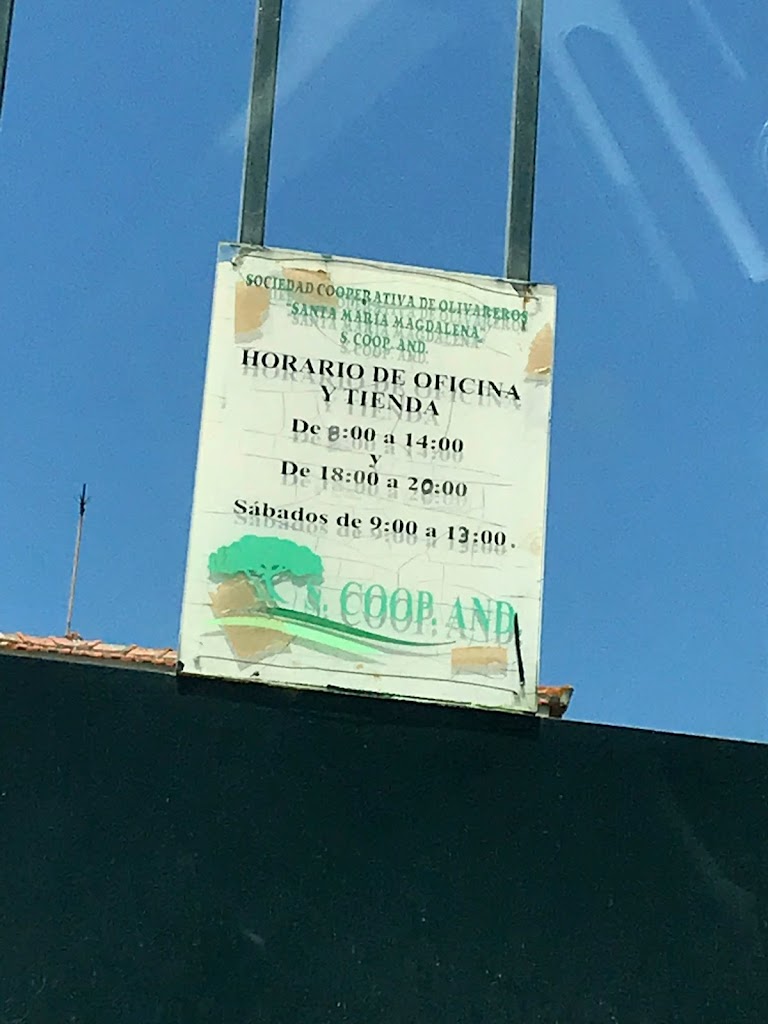 SOCIEDAD COOPERATIVA DE OLIVAREROS
"SANTA MARIA MAGDALENA"
S. COOP. AND.
HORARIO DE OFICINA
Y TIENDA
De 8:00 a 14:00
y
De 18:00 a 20:00
Sábados de 9:00 a 13:00.
S. COOP. AND.